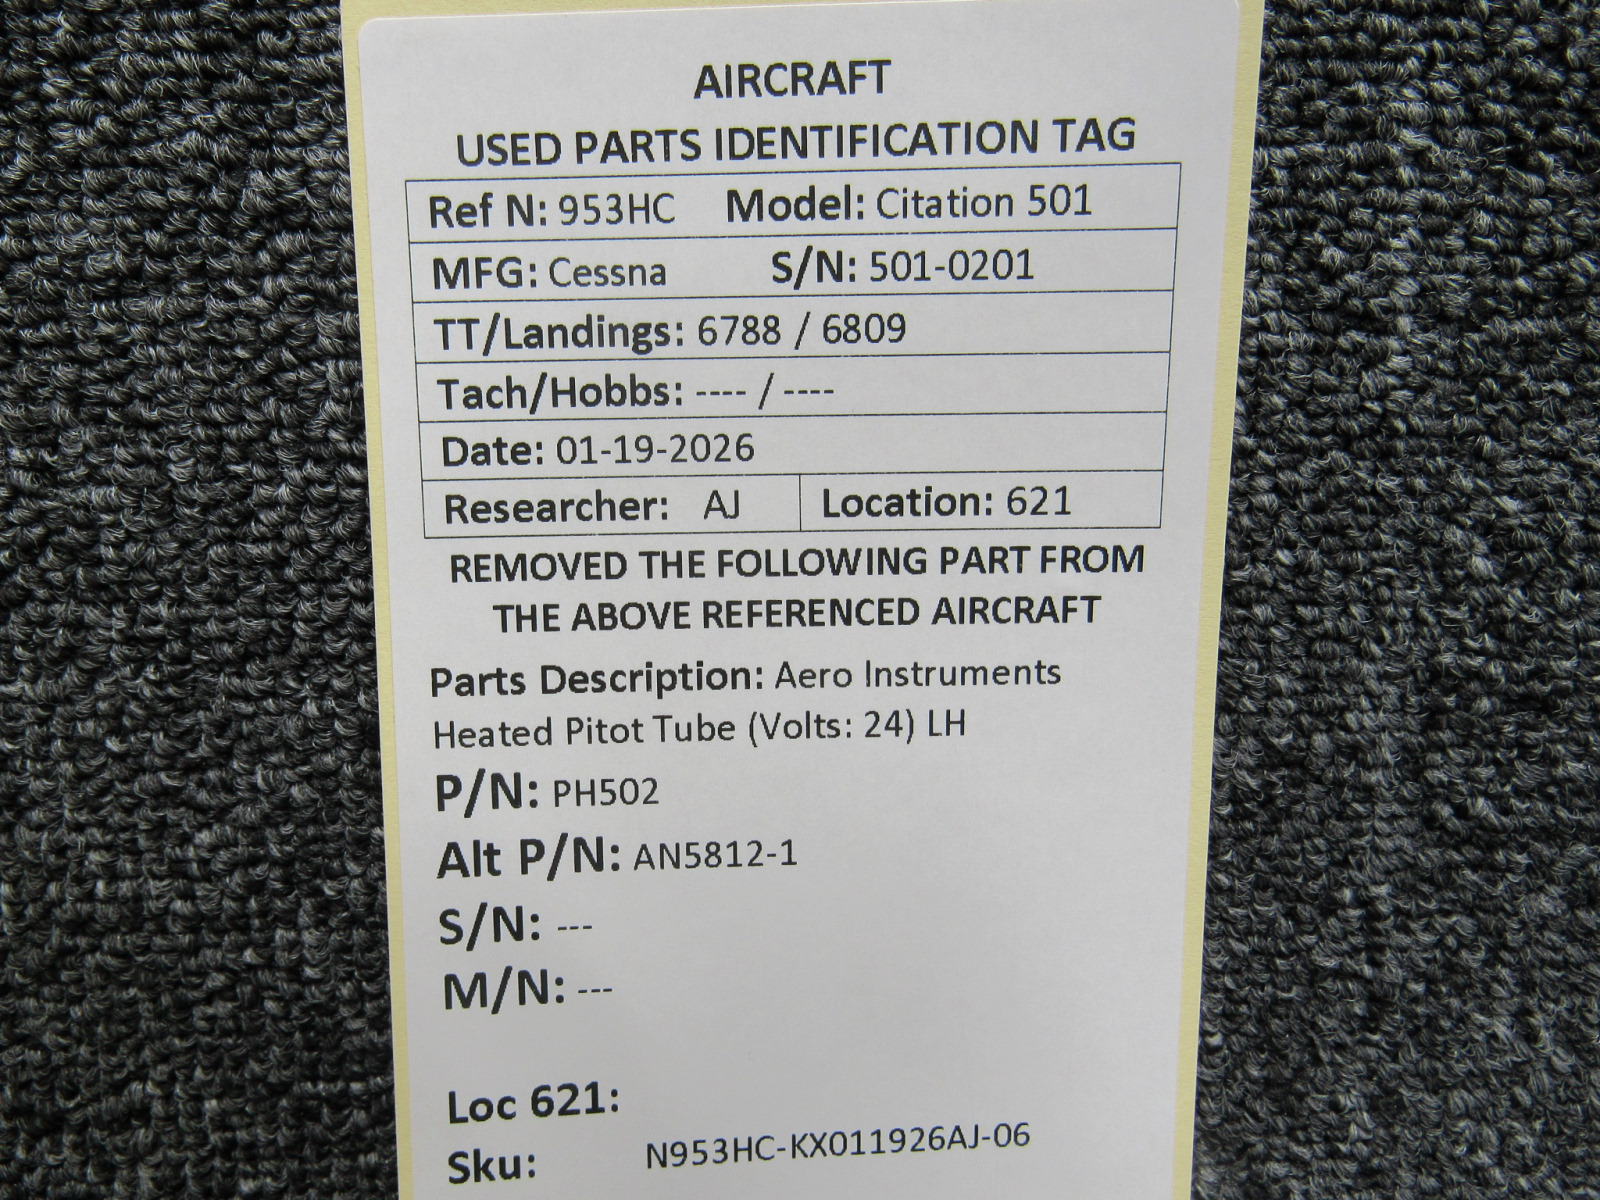 AIRCRAFT
USED PARTS IDENTIFICATION TAG
Ref N: 953HC Model: Citation 501
MFG: Cessna S/N: 501-0201
TT/Landings: 6788 / 6809
Tach/Hobbs: ---- / ----
Date: 01-19-2026
Researcher: AJ Location: 621
REMOVED THE FOLLOWING PART FROM
THE ABOVE REFERENCED AIRCRAFT
Parts Description: Aero Instruments
Heated Pitot Tube (Volts: 24) LH
P/N: PH502
Alt P/N: AN5812-1
S/N: ---
M/N: ---
Loc 621:
Sku: N953HC-KX011926AJ-06